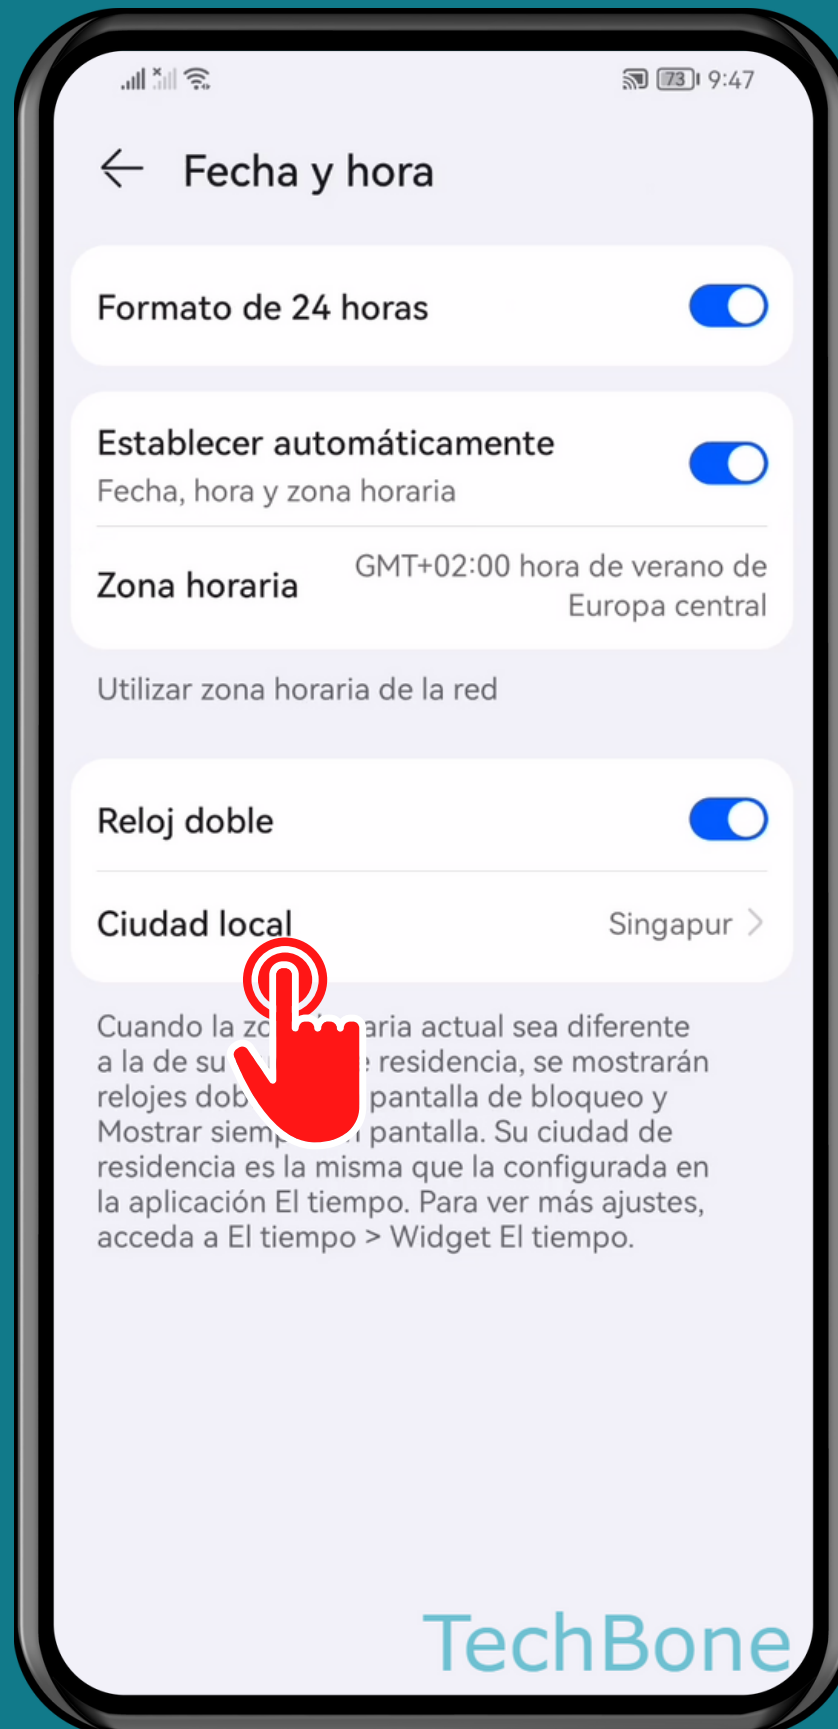 73 9:47
Fecha y hora
Formato de 24 horas
Establecer automáticamente
Fecha, hora y zona horaria
Zona horaria
GMT+02:00 hora de verano de
Europa central
Utilizar zona horaria de la red
Reloj doble
Ciudad local Singapur
Cuando la aria actual sea diferente
a la de su residencia, se mostrarán
relojes pantalla de bloqueo y
Mostrar pantalla. Su ciudad de
residencia es la misma que la configurada en
la aplicación El tiempo. Para ver más ajustes,
acceda a El tiempo > Widget El tiempo.
TechBone